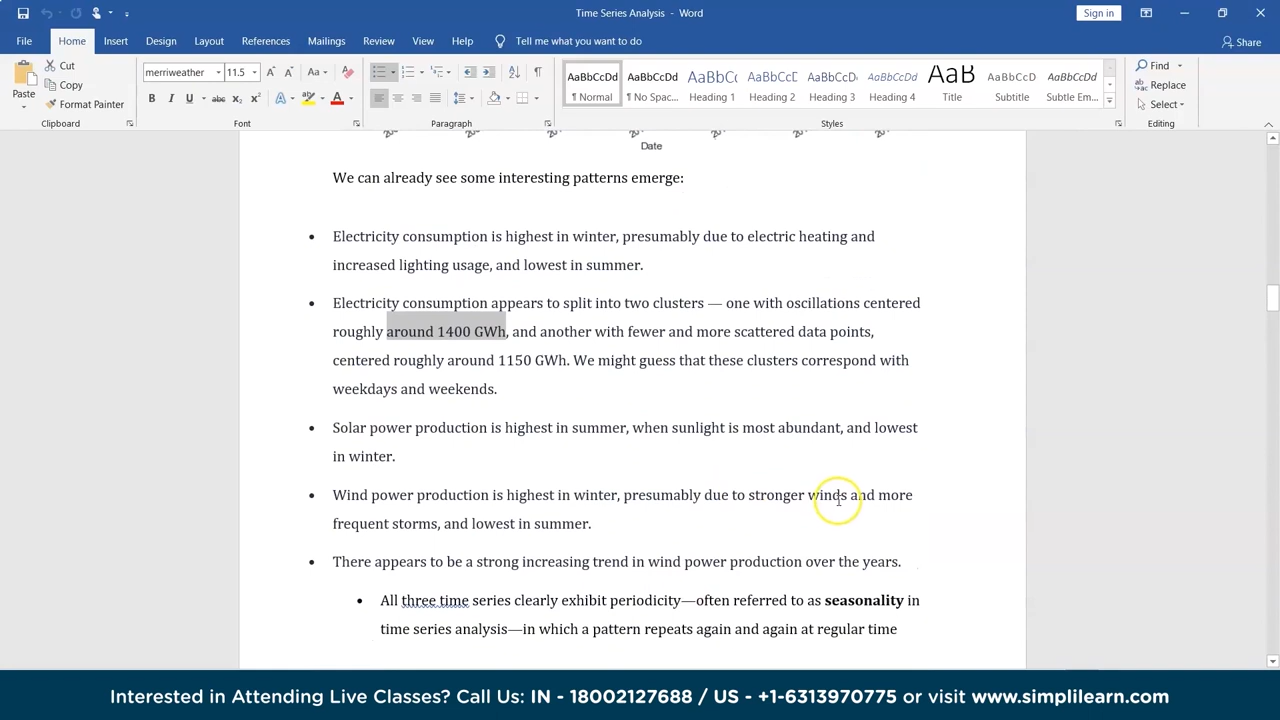 Time Series Analysis - Word
Sign in
File Home Insert Design Layout References Mailings Review View Help Tell me what you want to do Share
Paste
Cut
Copy
Format Painter
Clipboard
merriweather 11.5
Font
Paragraph
AaBbCcDd AaBbCcDd AaBbCc AaBbCcD AaBbCcD AaBbCcDd AaB AaBbCcD AaBbCcDd
¶ Normal ¶ No Spac... Heading 1 Heading 2 Heading 3 Heading 4 Title Subtitle Subtle Em...
Styles
Find
Replace
Select
Editing
Date
We can already see some interesting patterns emerge:
• Electricity consumption is highest in winter, presumably due to electric heating and
increased lighting usage, and lowest in summer.
• Electricity consumption appears to split into two clusters — one with oscillations centered
roughly around 1400 GWh, and another with fewer and more scattered data points,
centered roughly around 1150 GWh. We might guess that these clusters correspond with
weekdays and weekends.
• Solar power production is highest in summer, when sunlight is most abundant, and lowest
in winter.
• Wind power production is highest in winter, presumably due to stronger winds and more
frequent storms, and lowest in summer.
• There appears to be a strong increasing trend in wind power production over the years.
• All three time series clearly exhibit periodicity—often referred to as seasonality in
time series analysis—in which a pattern repeats again and again at regular time
Interested in Attending Live Classes? Call Us: IN - 18002127688 / US - +1-6313970775 or visit www.simplilearn.com